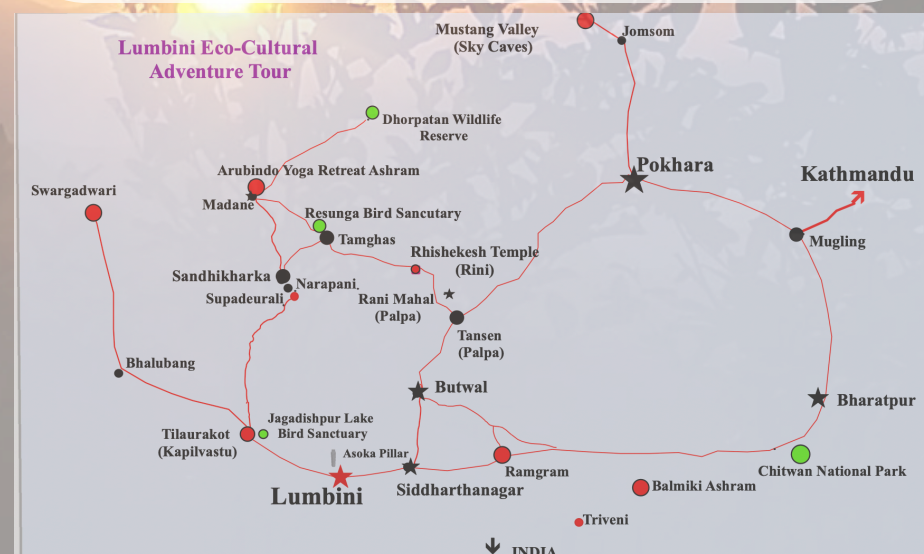 Lumbini Eco-Cultural
Adventure Tour
Mustang Valley
(Sky Caves)
Jomsom
Dhorpatan Wildlife
Reserve
Pokhara
Kathmandu
Arubindo Yoga Retreat Ashram
Swargadwari
Madane
Resunga Bird Sancutary
Tamghas
Mugling
Rhishekesh Temple
(Rini)
Sandhikharka
Narapani
Supadeurali
Rani Mahal
(Palpa)
Tansen
(Palpa)
Bhalubang
Butwal
Bharatpur
Jagadishpur Lake
Bird Sanctuary
Tilaurakot
(Kapilvastu)
Asoka Pillar
Lumbini
Siddharthanagar
Ramgram
Chitwan National Park
Balmiki Ashram
Triveni
INDIA